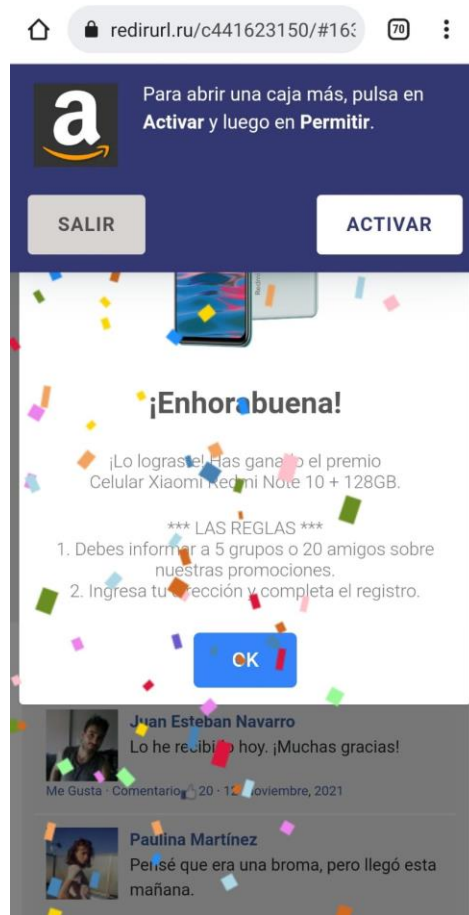 redirurl.ru/c441623150/#163
70
Para abrir una caja más, pulsa en
Activar y luego en Permitir.
SALIR
ACTIVAR
¡Enhorabuena!
¡Lo lograste! Has ganado el premio
Celular Xiaomi Redmi Note 10 + 128GB.
*** LAS REGLAS ***
1. Debes informar a 5 grupos o 20 amigos sobre
nuestras promociones.
2. Ingresa tu dirección y completa el registro.
OK
Juan Esteban Navarro
Lo he recibido hoy. ¡Muchas gracias!
Me Gusta · Comentario 20 · 12 noviembre, 2021
Paulina Martínez
Pensé que era una broma, pero llegó esta
mañana.